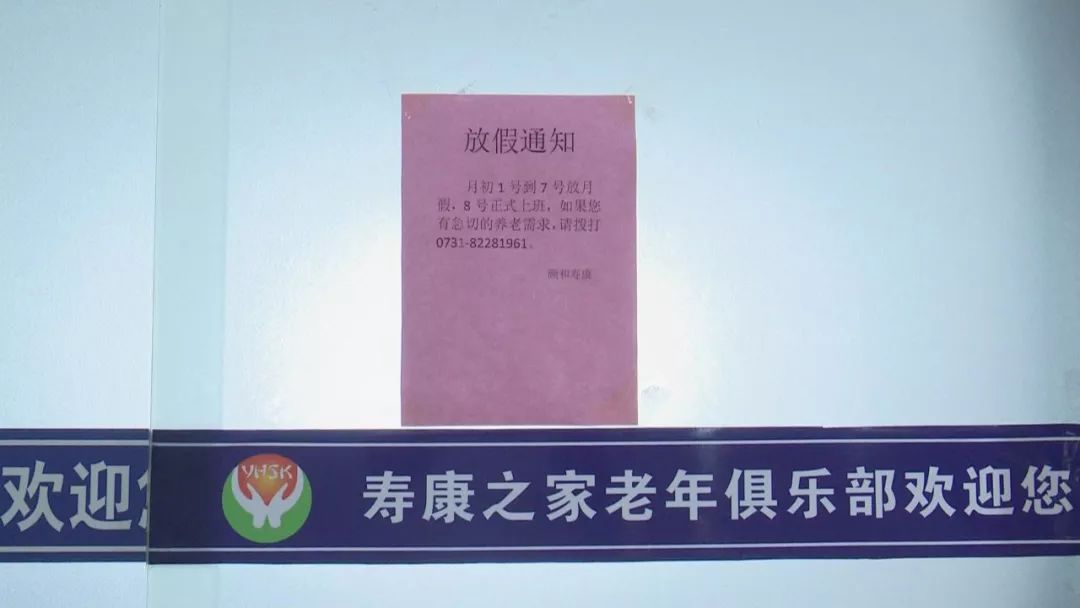 放假通知
月初1号到7号放月
假，8号正式上班，如果您
有急切的养老需求，请拨打
0731-82281961。
颐和寿康
欢迎
YHSK
寿康之家老年俱乐部欢迎您